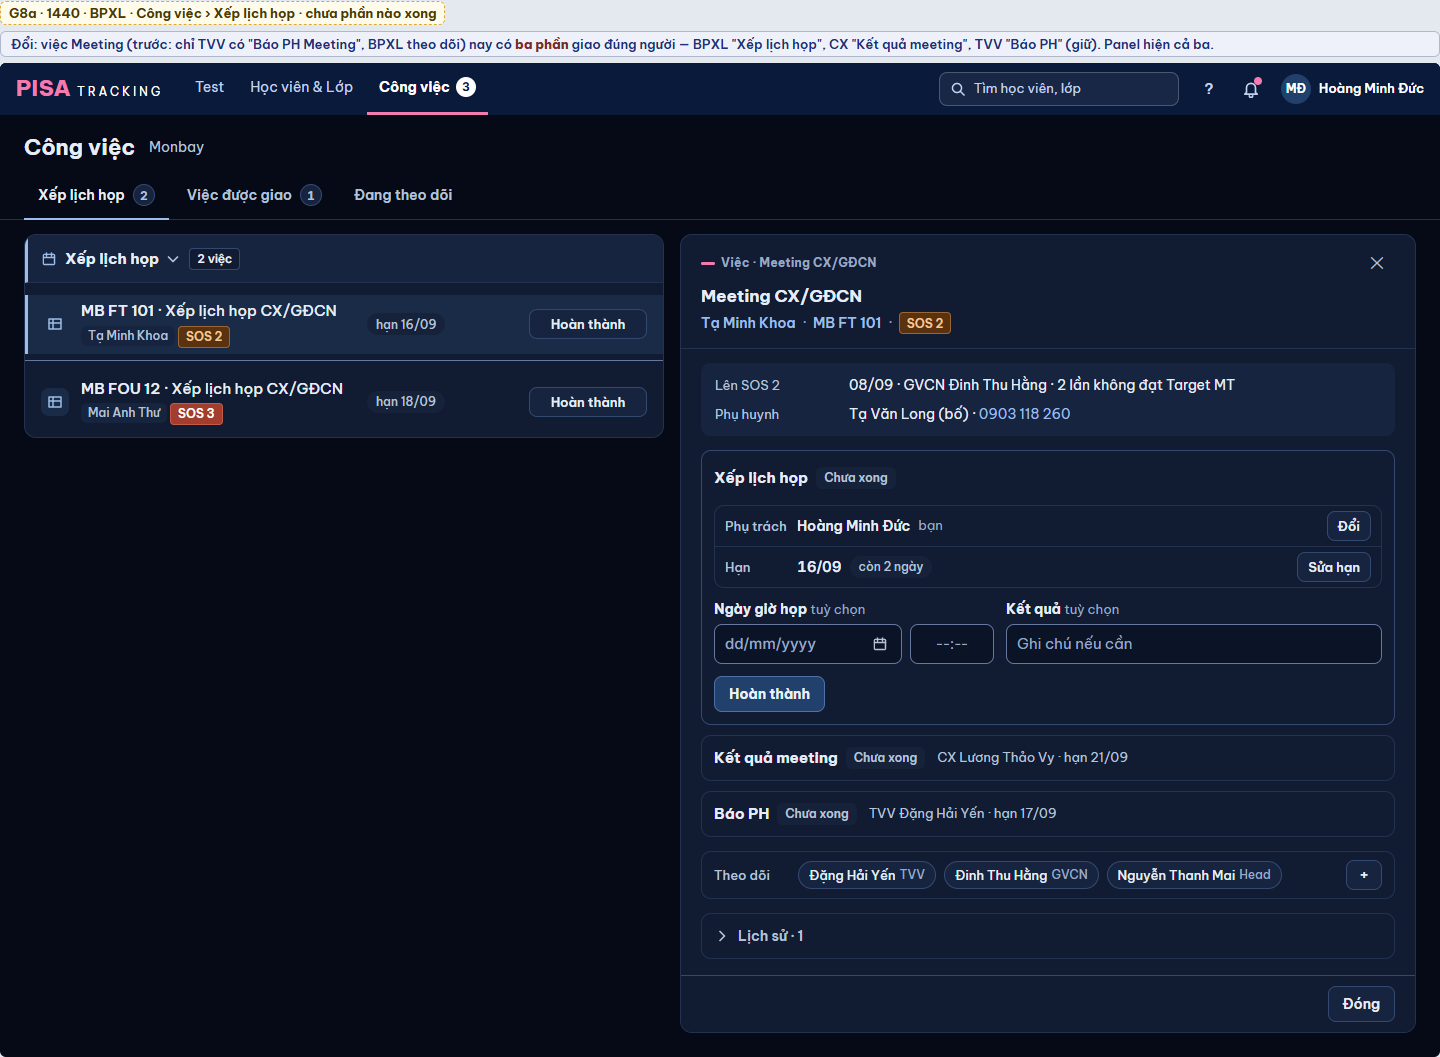 G8a · 1440 · BPXL · Công việc › Xếp lịch họp · chưa phần nào xong
Đổi: việc Meeting (trước: chỉ TVV có "Báo PH Meeting", BPXL theo dõi) nay có ba phần giao đúng người — BPXL "Xếp lịch họp", CX "Kết quả meeting", TVV "Báo PH" (giữ). Panel hiện cả ba.
PISA TRACKING Test Học viên & Lớp Công việc 3 Tìm học viên, lớp ? MĐ Hoàng Minh Đức
Công việc Monbay
Xếp lịch họp 2 Việc được giao 1 Đang theo dõi
Xếp lịch họp 2 việc
MB FT 101 · Xếp lịch họp CX/GĐCN
Tạ Minh Khoa SOS 2
hạn 16/09
Hoàn thành
MB FOU 12 · Xếp lịch họp CX/GĐCN
Mai Anh Thư SOS 3
hạn 18/09
Hoàn thành
Việc · Meeting CX/GĐCN
Meeting CX/GĐCN
Tạ Minh Khoa · MB FT 101 · SOS 2
Lên SOS 2 08/09 · GVCN Đinh Thu Hằng · 2 lần không đạt Target MT
Phụ huynh Tạ Văn Long (bố) · 0903 118 260
Xếp lịch họp Chưa xong
Phụ trách Hoàng Minh Đức bạn Đổi
Hạn 16/09 còn 2 ngày Sửa hạn
Ngày giờ họp tuỳ chọn Kết quả tuỳ chọn
dd/mm/yyyy --:-- Ghi chú nếu cần
Hoàn thành
Kết quả meeting Chưa xong CX Lương Thảo Vy · hạn 21/09
Báo PH Chưa xong TVV Đặng Hải Yến · hạn 17/09
Theo dõi Đặng Hải Yến TVV Đinh Thu Hằng GVCN Nguyễn Thanh Mai Head +
Lịch sử · 1
Đóng